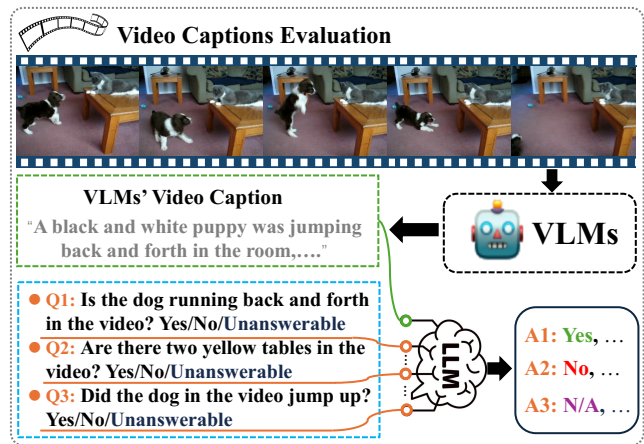 Video Captions Evaluation
VLMs' Video Caption
"A black and white puppy was jumping
back and forth in the room,…."
VLMs
Q1: Is the dog running back and forth
in the video? Yes/No/Unanswerable
Q2: Are there two yellow tables in the
video? Yes/No/Unanswerable
Q3: Did the dog in the video jump up?
Yes/No/Unanswerable
LLM
A1: Yes, …
A2: No, …
A3: N/A, …